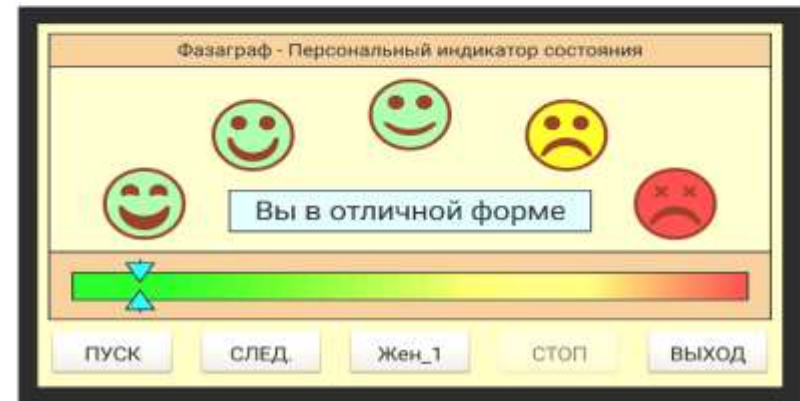 Фазаграф - Персональный индикатор состояния
Вы в отличной форме
ПУСК СЛЕД. Жен_1 СТОП ВЫХОД